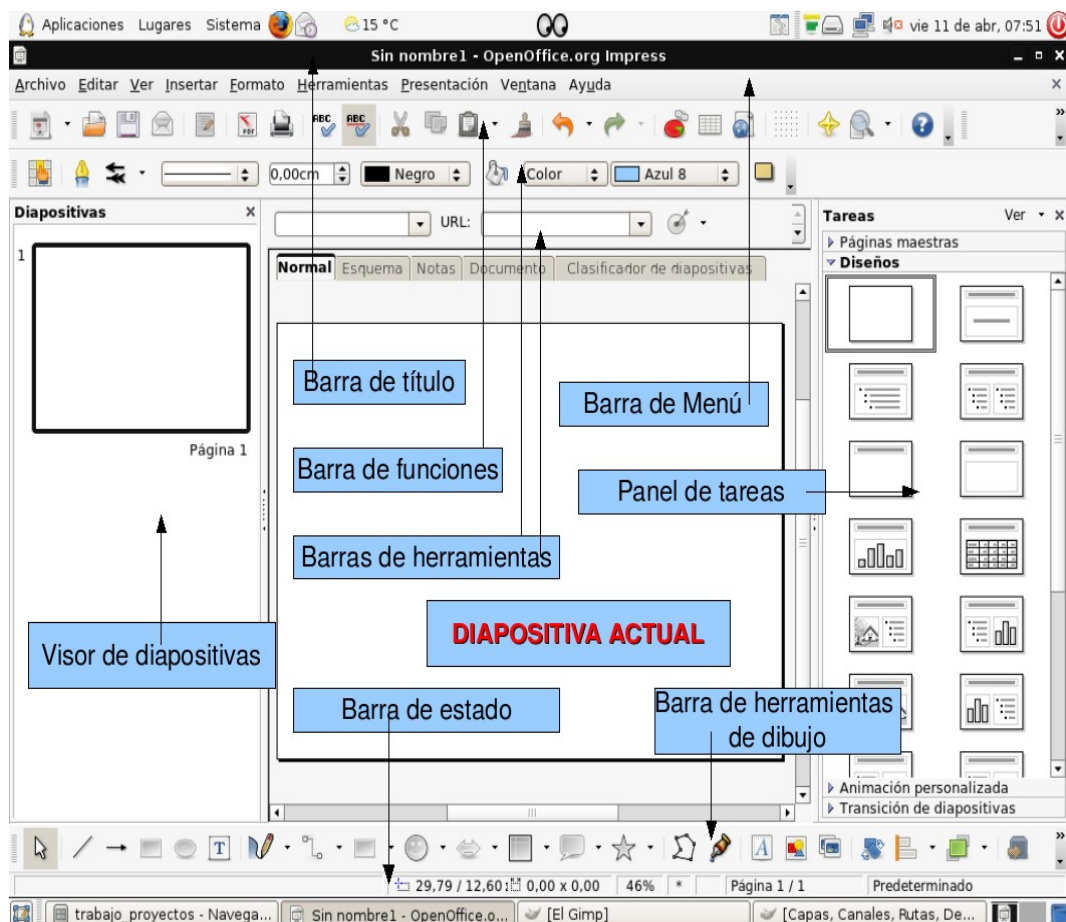 Aplicaciones Lugares Sistema 15 °C vie 11 de abr, 07:51
Sin nombre1 - OpenOffice.org Impress
Archivo Editar Ver Insertar Formato Herramientas Presentación Ventana Ayuda
PDF ABC ABC
0,00cm Negro Color Azul 8
Diapositivas
URL:
Tareas Ver
Páginas maestras
Diseños
1
Normal Esquema Notas Documento Clasificador de diapositivas
Barra de título
Barra de Menú
Página 1
Barra de funciones
Panel de tareas
Barras de herramientas
DIAPOSITIVA ACTUAL
Visor de diapositivas
Barra de estado
Barra de herramientas
de dibujo
Animación personalizada
Transición de diapositivas
T A
29,79 / 12,60 0,00 x 0,00 46% * Página 1 / 1 Predeterminado
trabajo_proyectos - Navega... Sin nombre1 - OpenOffice.o... [El Gimp] [Capas, Canales, Rutas, De...